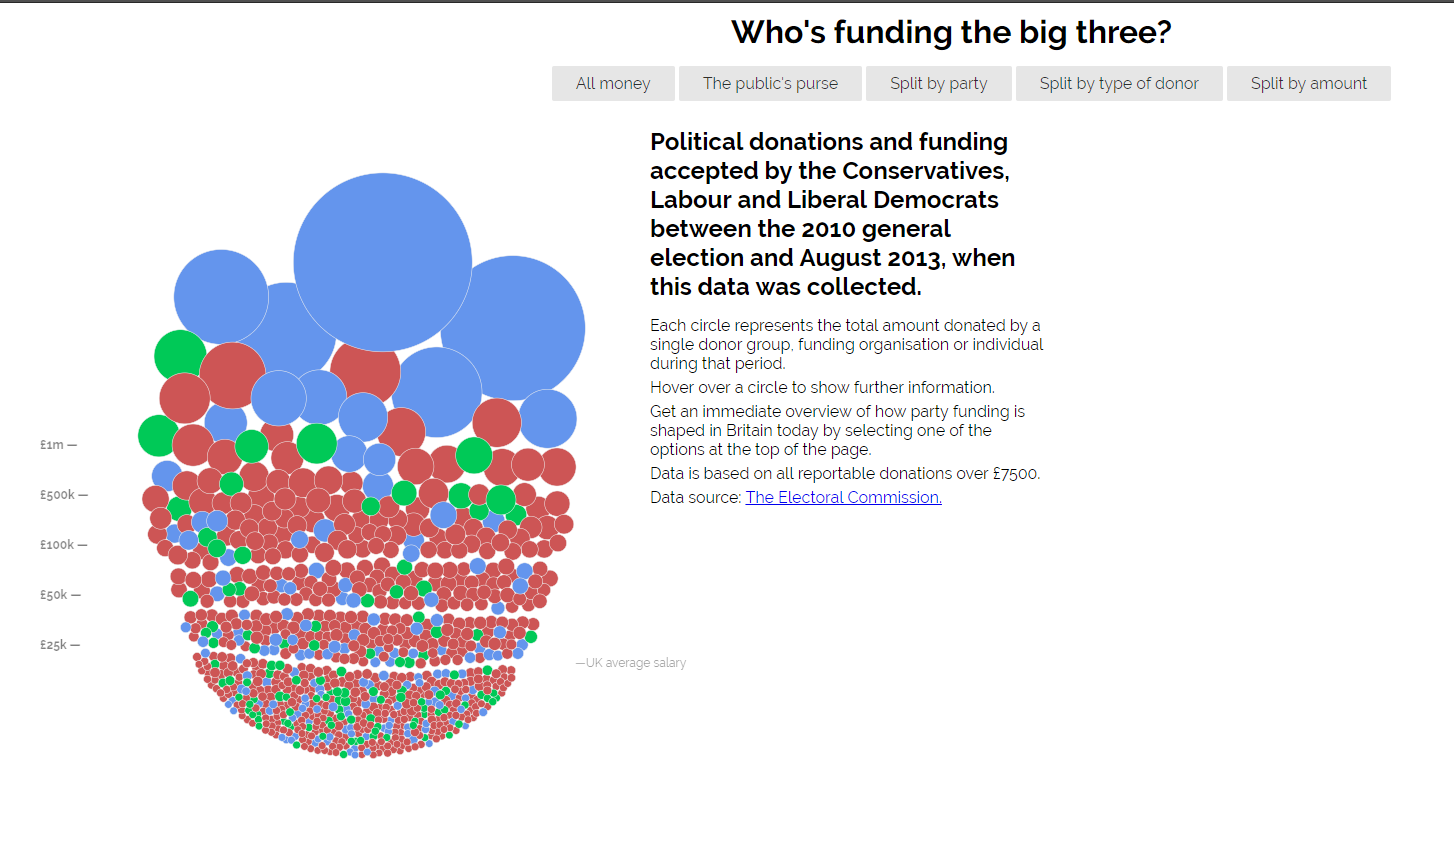 Who's funding the big three?
All money
The public's purse
Split by party
Split by type of donor
Split by amount
Political donations and funding
accepted by the Conservatives,
Labour and Liberal Democrats
between the 2010 general
election and August 2013, when
this data was collected.
Each circle represents the total amount donated by a
single donor group, funding organisation or individual
during that period.
Hover over a circle to show further information.
Get an immediate overview of how party funding is
shaped in Britain today by selecting one of the
options at the top of the page.
Data is based on all reportable donations over £7500.
Data source: The Electoral Commission.
£1m —
£500k —
£100k —
£50k —
£25k —
—UK average salary